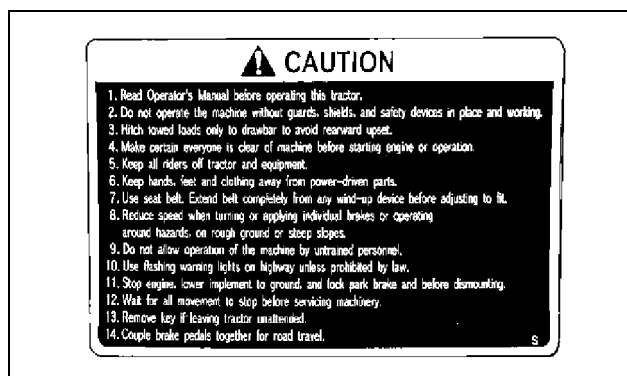 CAUTION
1. Read Operator's Manual before operating this tractor.
2. Do not operate the machine without guards, shields, and safety devices in place and working.
3. Hitch towed loads only to drawbar to avoid rearward upset.
4. Make certain everyone is clear of machine before starting engine or operation.
5. Keep all riders off tractor and equipment.
6. Keep hands, feet and clothing away from power-driven parts.
7. Use seat belt. Extend belt completely from any wind-up device before adjusting to fit.
8. Reduce speed when turning or applying individual brakes or operating
around hazards, on rough ground or steep slopes.
9. Do not allow operation of the machine by untrained personnel.
10. Use flashing warning lights on highway unless prohibited by law.
11. Stop engine, lower implement to ground, and lock park brake and before dismounting.
12. Wait for all movement to stop before servicing machinery.
13. Remove key if leaving tractor unattended.
14. Couple brake pedals together for road travel.
S